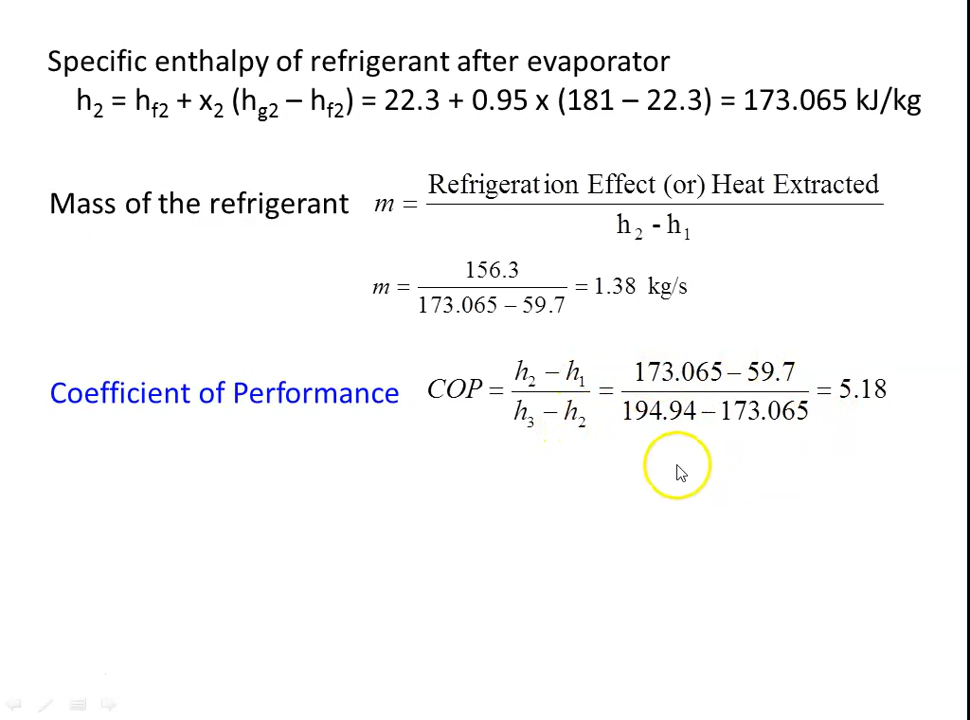 Specific enthalpy of refrigerant after evaporator
h₂ = h_f2 + x₂ (h_g2 – h_f2) = 22.3 + 0.95 x (181 – 22.3) = 173.065 kJ/kg
Mass of the refrigerant m = Refrigeration Effect (or) Heat Extracted / h₂ - h₁
m = 156.3 / 173.065 – 59.7 = 1.38 kg/s
Coefficient of Performance COP = h₂ – h₁ / h₃ – h₂ = 173.065 – 59.7 / 194.94 – 173.065 = 5.18